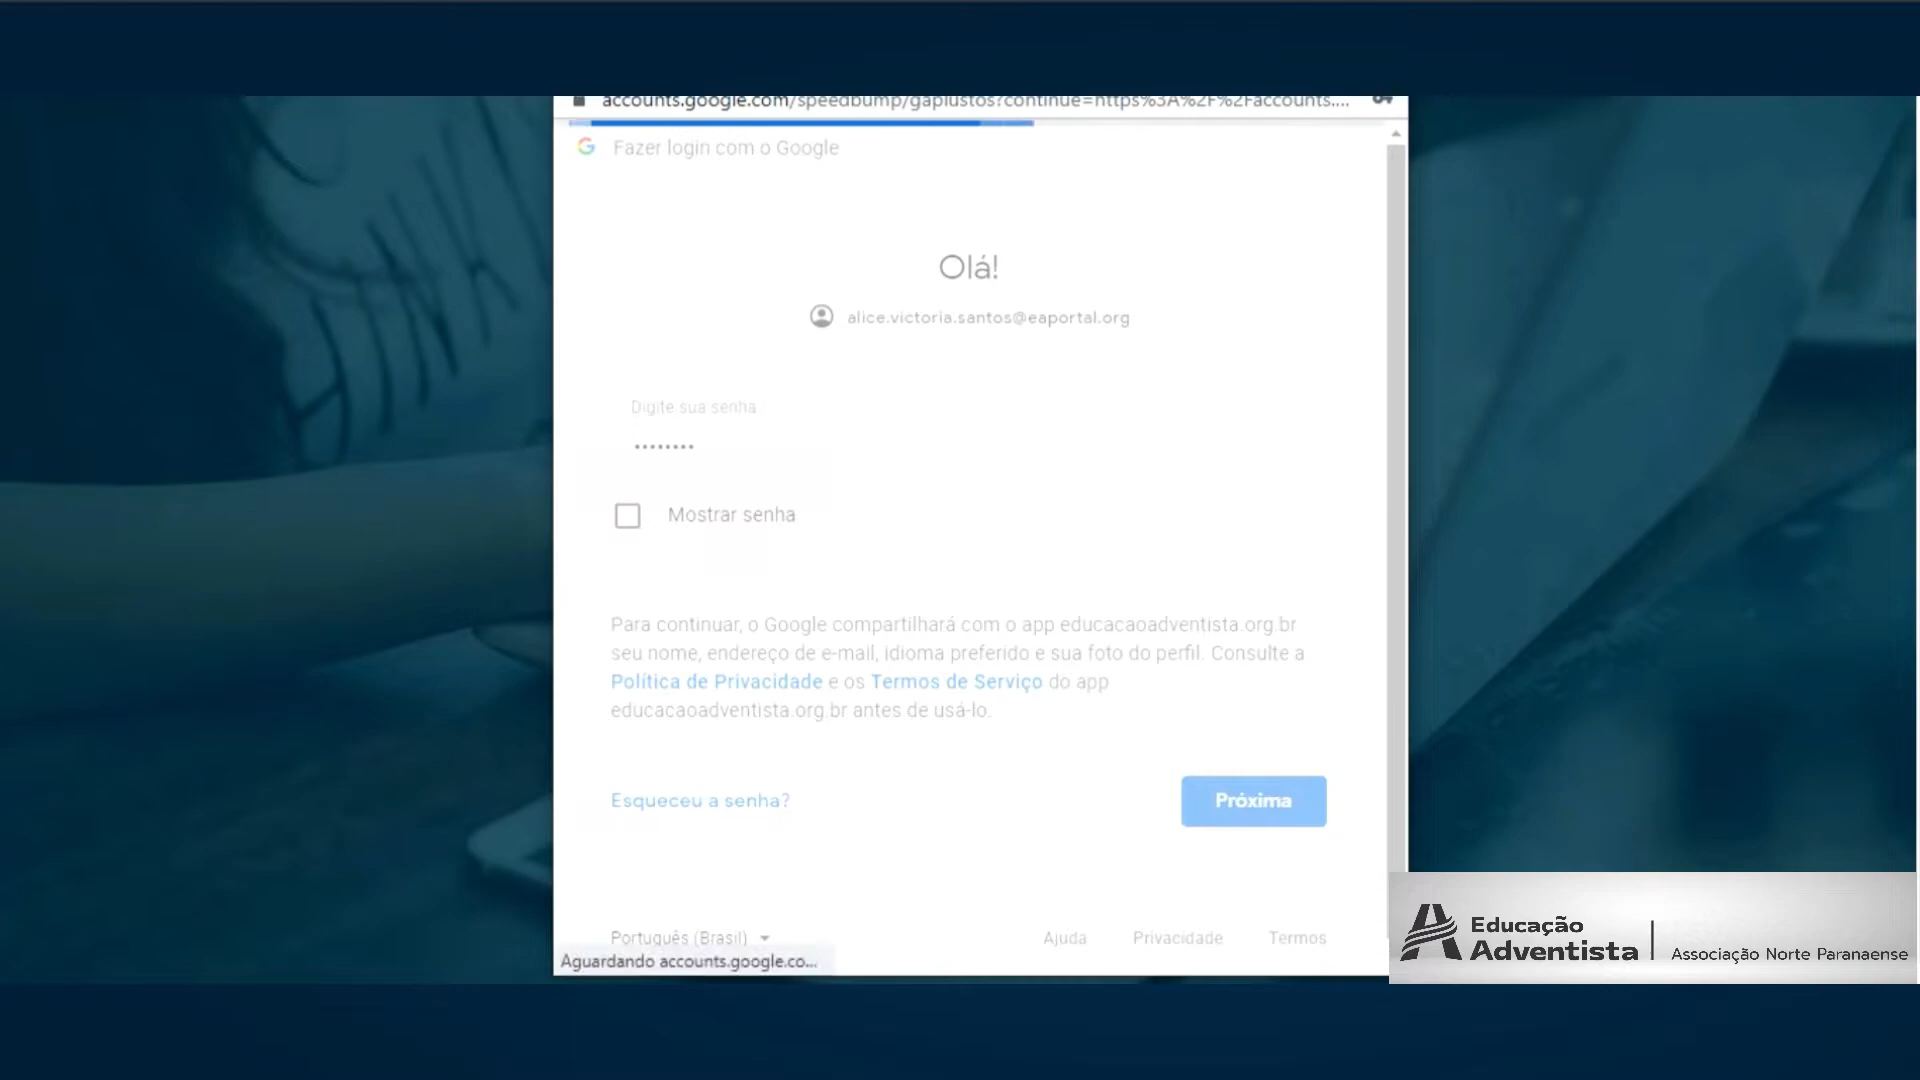 accounts.google.com/speedbump/gaplustos?continue=https%3A%2F%2Faccounts....
Fazer login com o Google
Olá!
alice.victoria.santos@eaportal.org
Digite sua senha
••••••••
Mostrar senha
Para continuar, o Google compartilhará com o app educacaoadventista.org.br
seu nome, endereço de e-mail, idioma preferido e sua foto do perfil. Consulte a
Política de Privacidade e os Termos de Serviço do app
educacaoadventista.org.br antes de usá-lo.
Esqueceu a senha?
Próxima
Português (Brasil)
Ajuda
Privacidade
Termos
Aguardando accounts.google.co...
Educação
Adventista
Associação Norte Paranaense